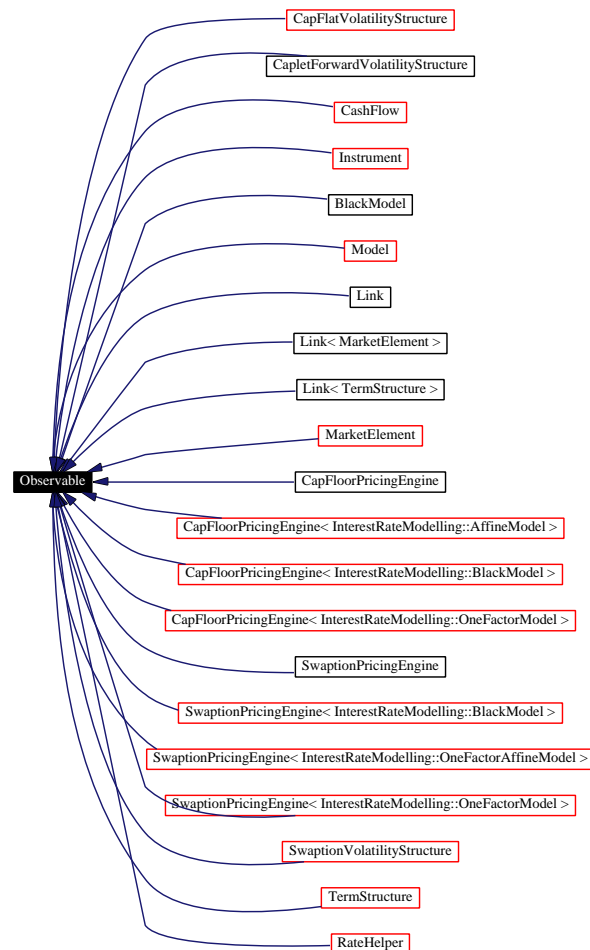 CapFlatVolatilityStructure
CapletForwardVolatilityStructure
CashFlow
Instrument
BlackModel
Model
Link
Link< MarketElement >
Link< TermStructure >
MarketElement
Observable
CapFloorPricingEngine
CapFloorPricingEngine< InterestRateModelling::AffineModel >
CapFloorPricingEngine< InterestRateModelling::BlackModel >
CapFloorPricingEngine< InterestRateModelling::OneFactorModel >
SwaptionPricingEngine
SwaptionPricingEngine< InterestRateModelling::BlackModel >
SwaptionPricingEngine< InterestRateModelling::OneFactorAffineModel >
SwaptionPricingEngine< InterestRateModelling::OneFactorModel >
SwaptionVolatilityStructure
TermStructure
RateHelper